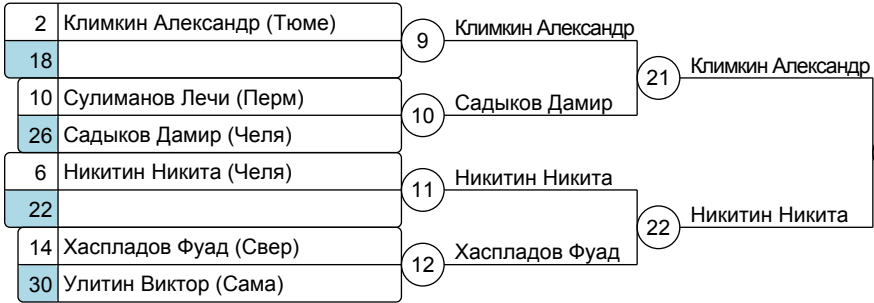 2 Климкин Александр (Тюме)
18
9 Климкин Александр
10 Сулиманов Лечи (Перм)
26 Садыков Дамир (Челя)
10 Садыков Дамир
21 Климкин Александр
6 Никитин Никита (Челя)
22
11 Никитин Никита
14 Хаспладов Фуад (Свер)
30 Улитин Виктор (Сама)
12 Хаспладов Фуад
22 Никитин Никита